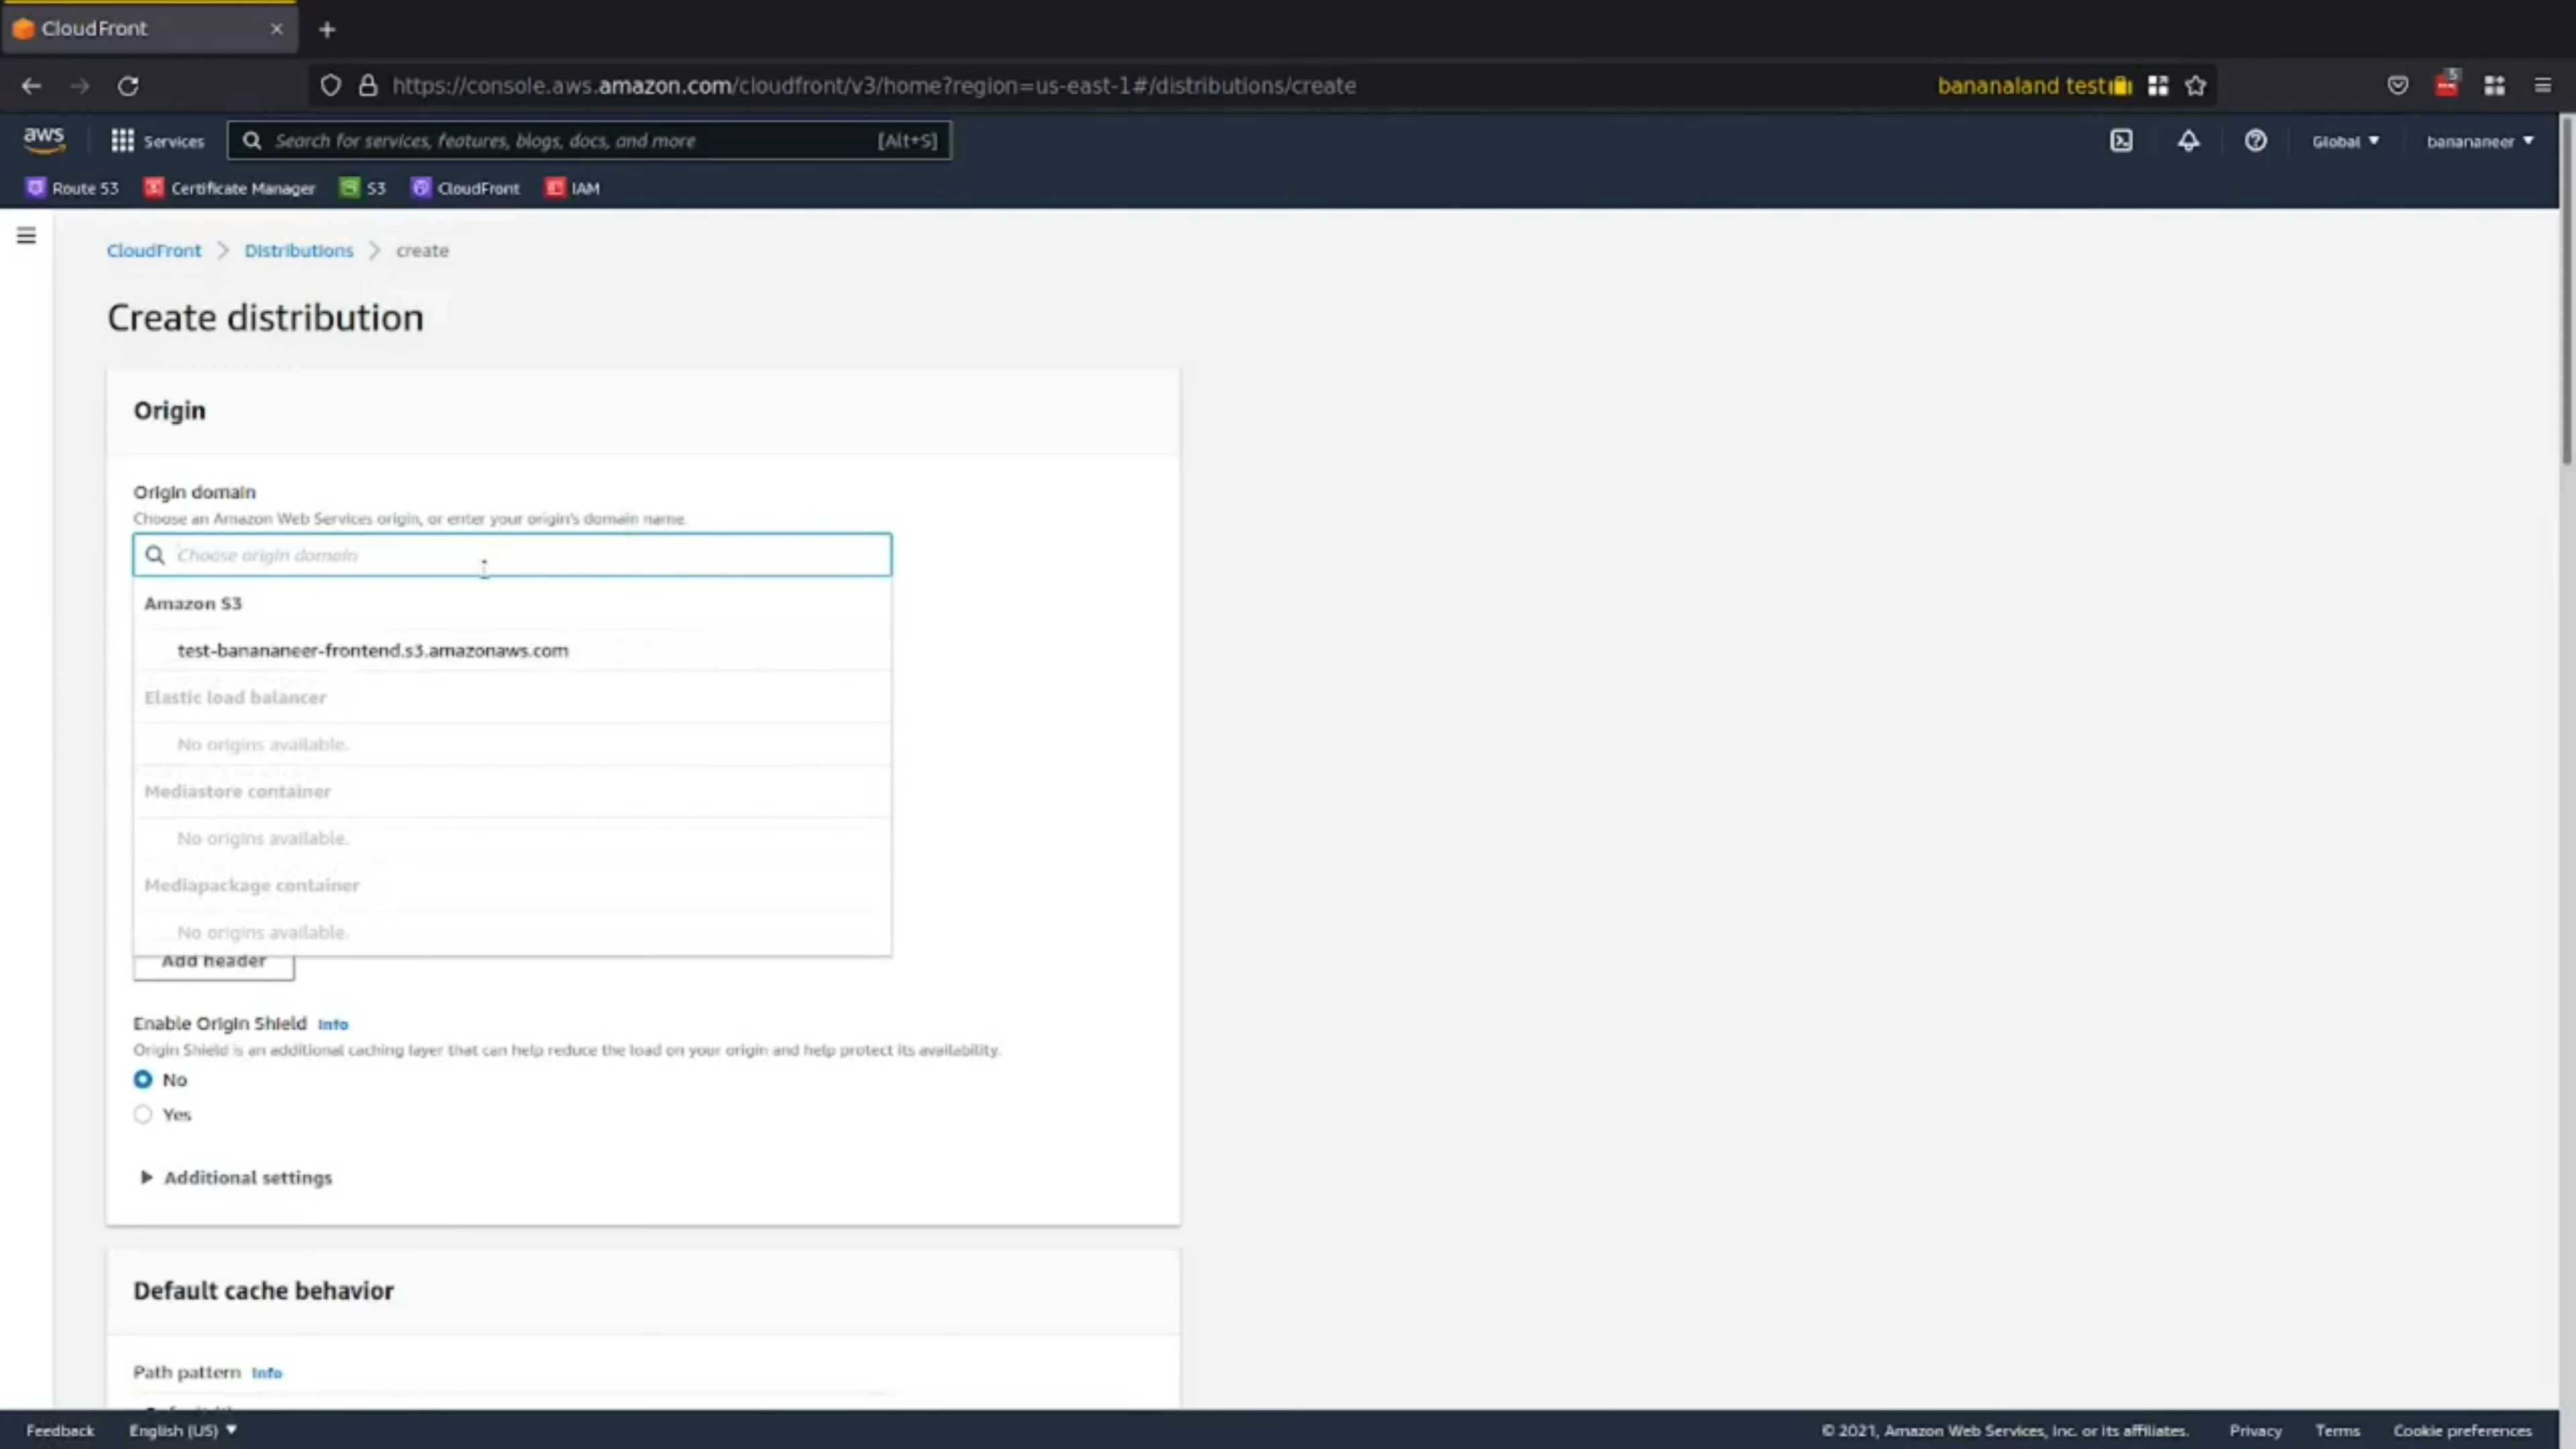 CloudFront
https://console.aws.amazon.com/cloudfront/v3/home?region=us-east-1#/distributions/create
bananaland test
5
aws
Services
Search for services, features, blogs, docs, and more
[Alt+S]
Global
banananeer
Route 53
Certificate Manager
S3
CloudFront
IAM
CloudFront > Distributions > create
Create distribution
Origin
Origin domain
Choose an Amazon Web Services origin, or enter your origin's domain name.
Choose origin domain
Amazon S3
test-banananeer-frontend.s3.amazonaws.com
Elastic load balancer
No origins available.
Mediastore container
No origins available.
Mediapackage container
No origins available.
Add header
Enable Origin Shield Info
Origin Shield is an additional caching layer that can help reduce the load on your origin and help protect its availability.
No
Yes
Additional settings
Default cache behavior
Path pattern Info
Feedback
English (US)
© 2021, Amazon Web Services, Inc. or its affiliates.
Privacy
Terms
Cookie preferences